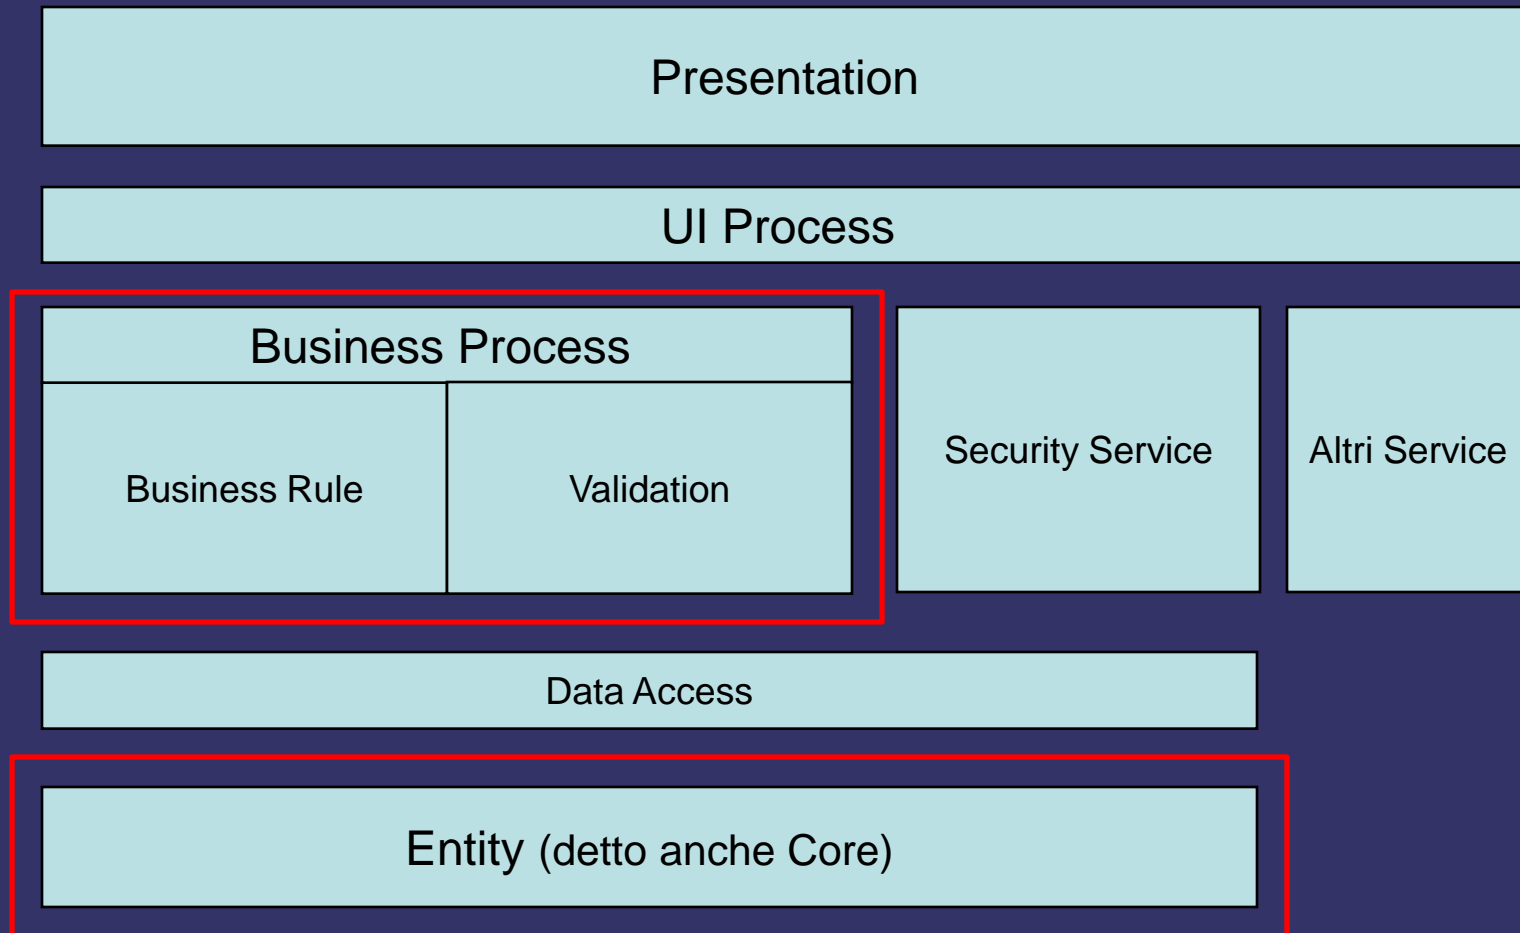 Presentation
UI Process
Business Process
Business Rule
Validation
Security Service
Altri Service
Data Access
Entity (detto anche Core)